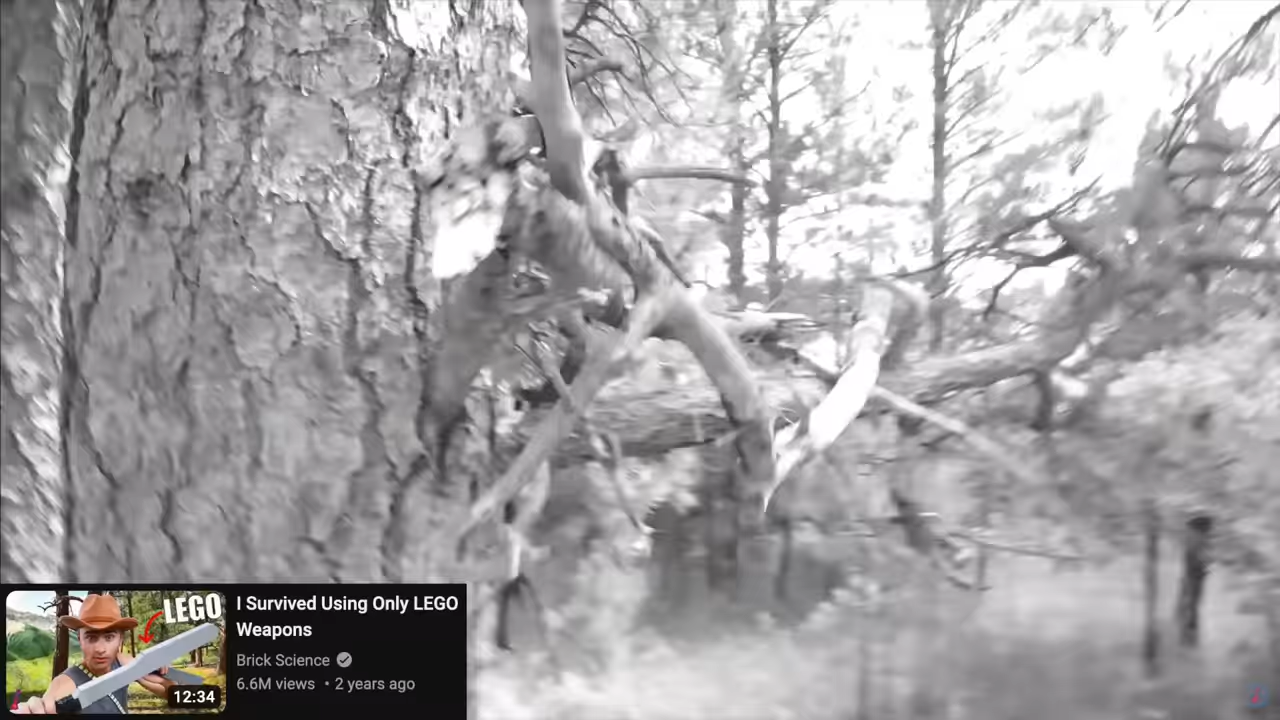 LEGO
I Survived Using Only LEGO
Weapons
Brick Science
6.6M views • 2 years ago
12:34